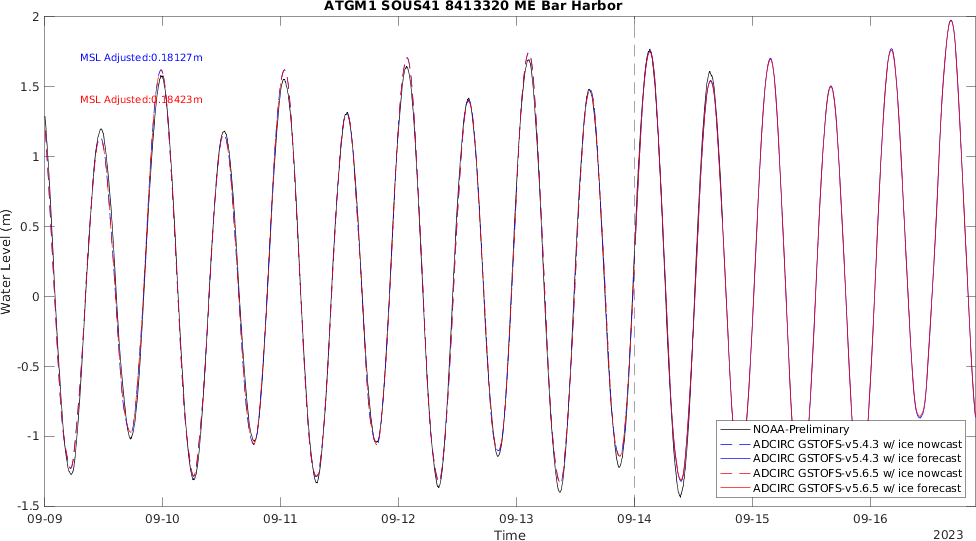 ATGM1 SOUS41 8413320 ME Bar Harbor
2
1.5
1
0.5
0
-0.5
-1
-1.5
Water Level (m)
MSL Adjusted:0.18127m
MSL Adjusted:0.18423m
NOAA-Preliminary
ADCIRC GSTOFS-v5.4.3 w/ ice nowcast
ADCIRC GSTOFS-v5.4.3 w/ ice forecast
ADCIRC GSTOFS-v5.6.5 w/ ice nowcast
ADCIRC GSTOFS-v5.6.5 w/ ice forecast
09-09 09-10 09-11 09-12 09-13 09-14 09-15 09-16
Time
2023